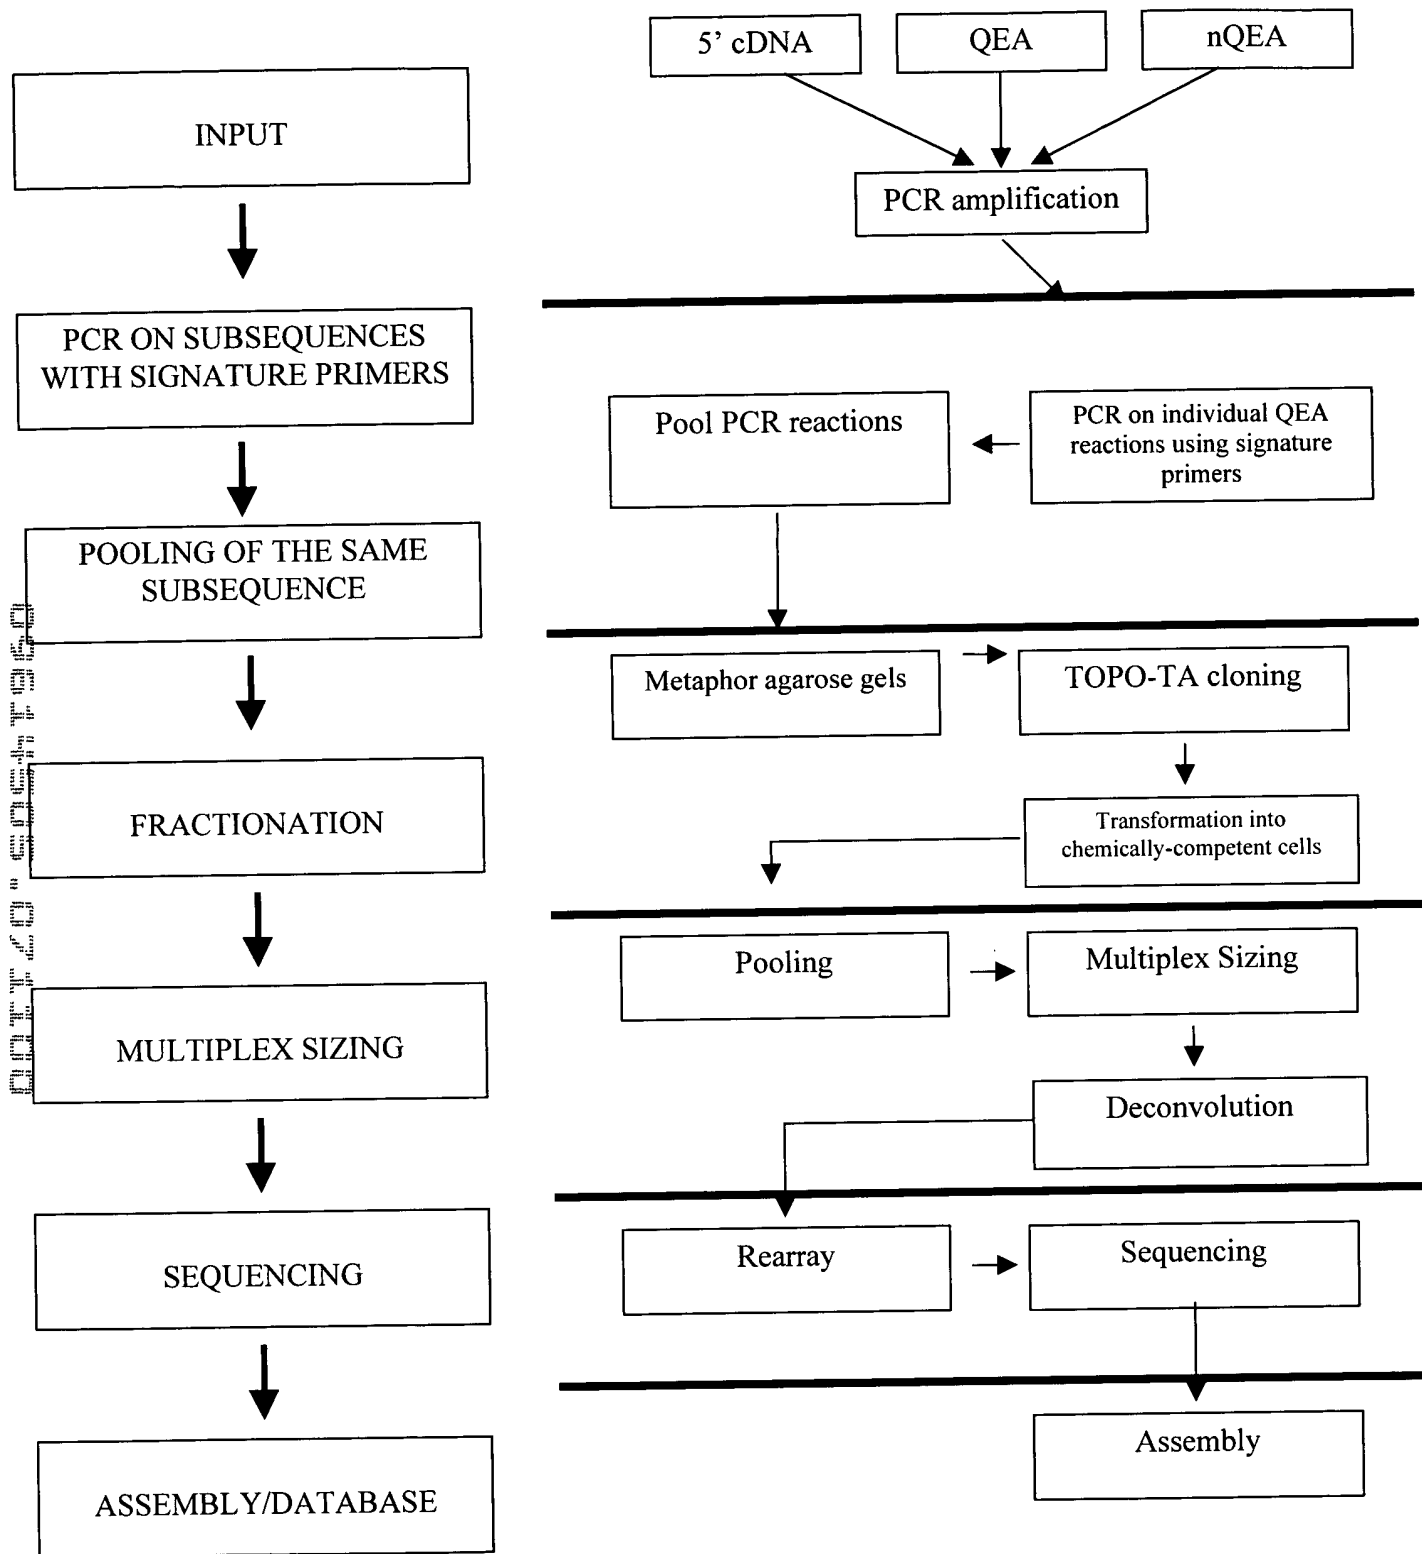 5' cDNA
QEA
nQEA
INPUT
PCR amplification
PCR ON SUBSEQUENCES
WITH SIGNATURE PRIMERS
Pool PCR reactions
PCR on individual QEA
reactions using signature
primers
POOLING OF THE SAME
SUBSEQUENCE
Metaphor agarose gels
TOPO-TA cloning
FRACTIONATION
Transformation into
chemically-competent cells
Pooling
Multiplex Sizing
MULTIPLEX SIZING
Deconvolution
Rearray
Sequencing
SEQUENCING
Assembly
ASSEMBLY/DATABASE